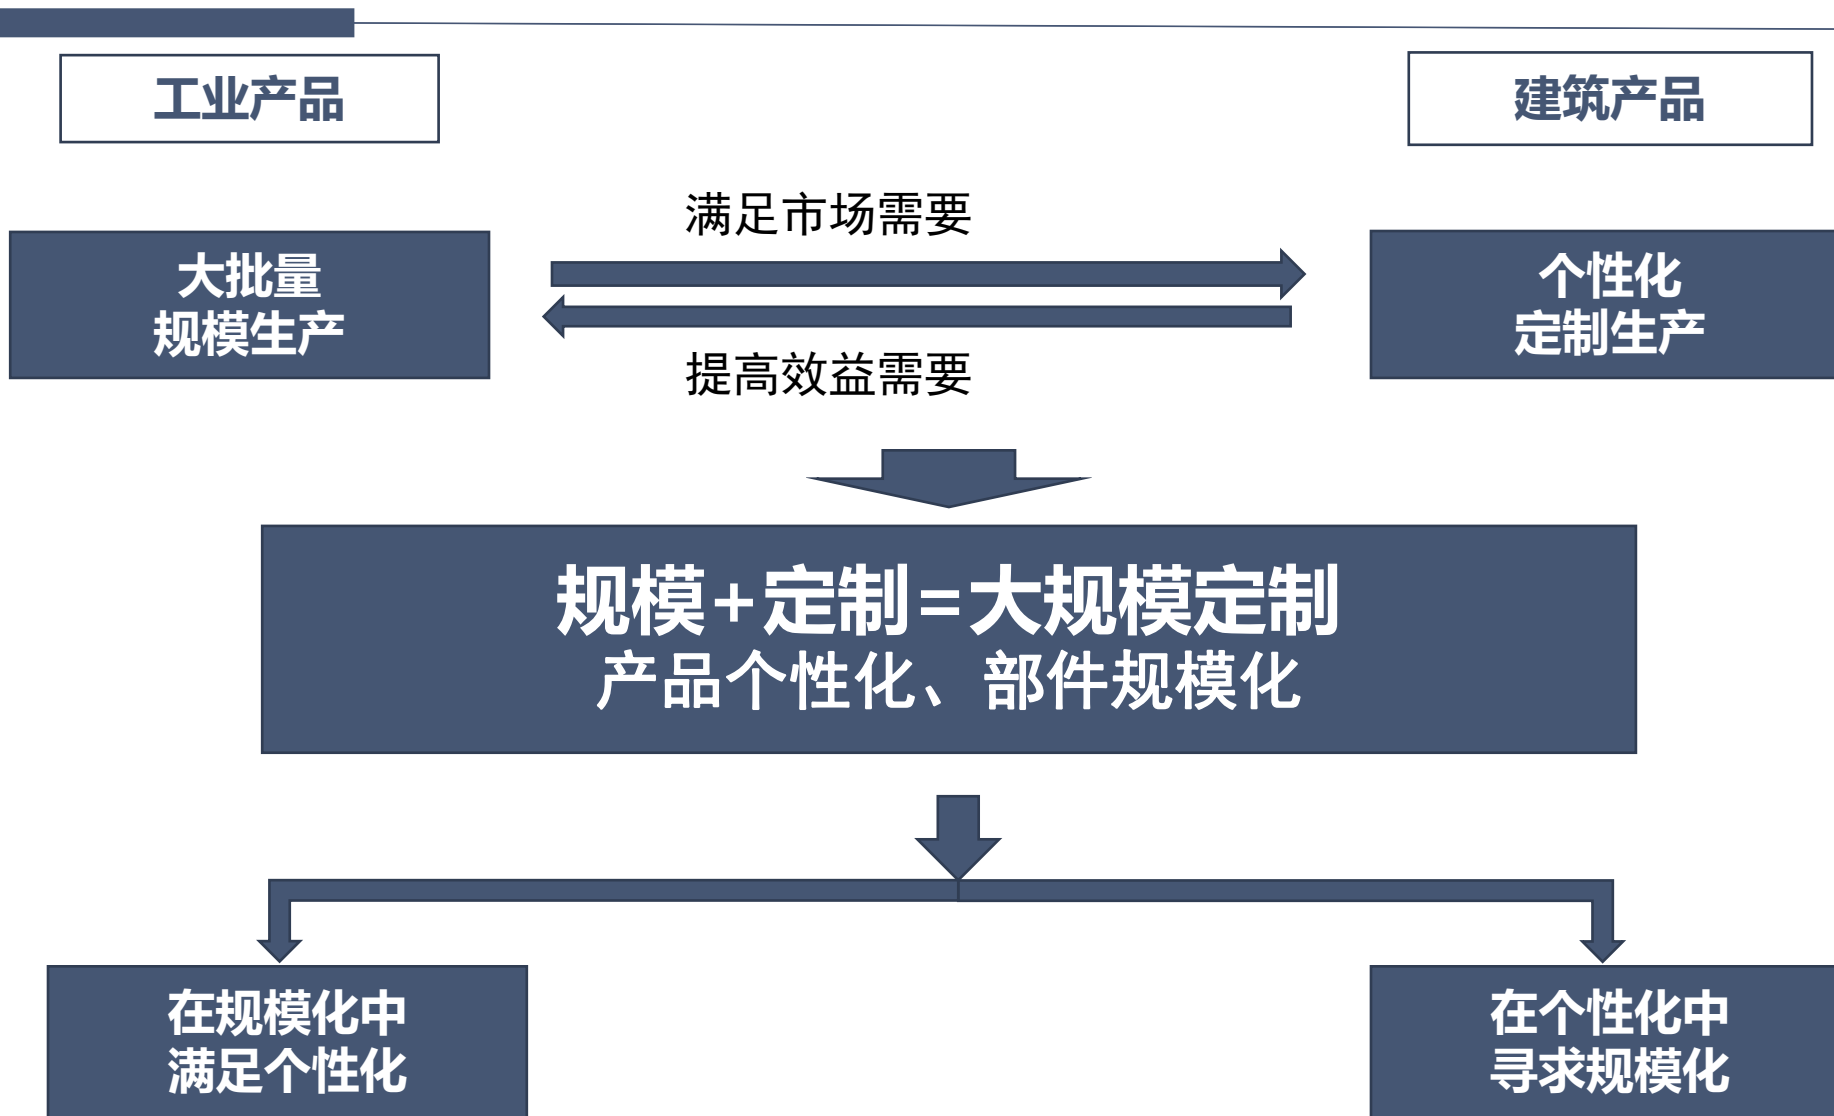 工业产品
建筑产品
满足市场需要
大批量
规模生产
个性化
定制生产
提高效益需要
规模+定制=大规模定制
产品个性化、部件规模化
在规模化中
满足个性化
在个性化中
寻求规模化